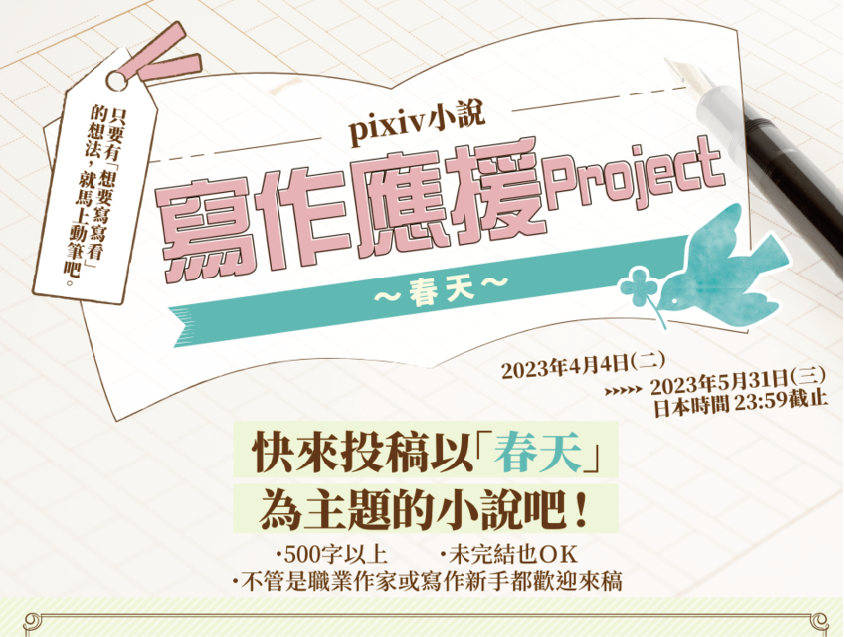 只要有「想要寫寫看」
的想法，就馬上動筆吧。
pixiv小說
寫作應援Project
～春天～
2023年4月4日(二)
>>>>> 2023年5月31日(三)
日本時間 23:59截止
快來投稿以「春天」
為主題的小說吧！
·500字以上 ·未完結也OK
·不管是職業作家或寫作新手都歡迎來稿